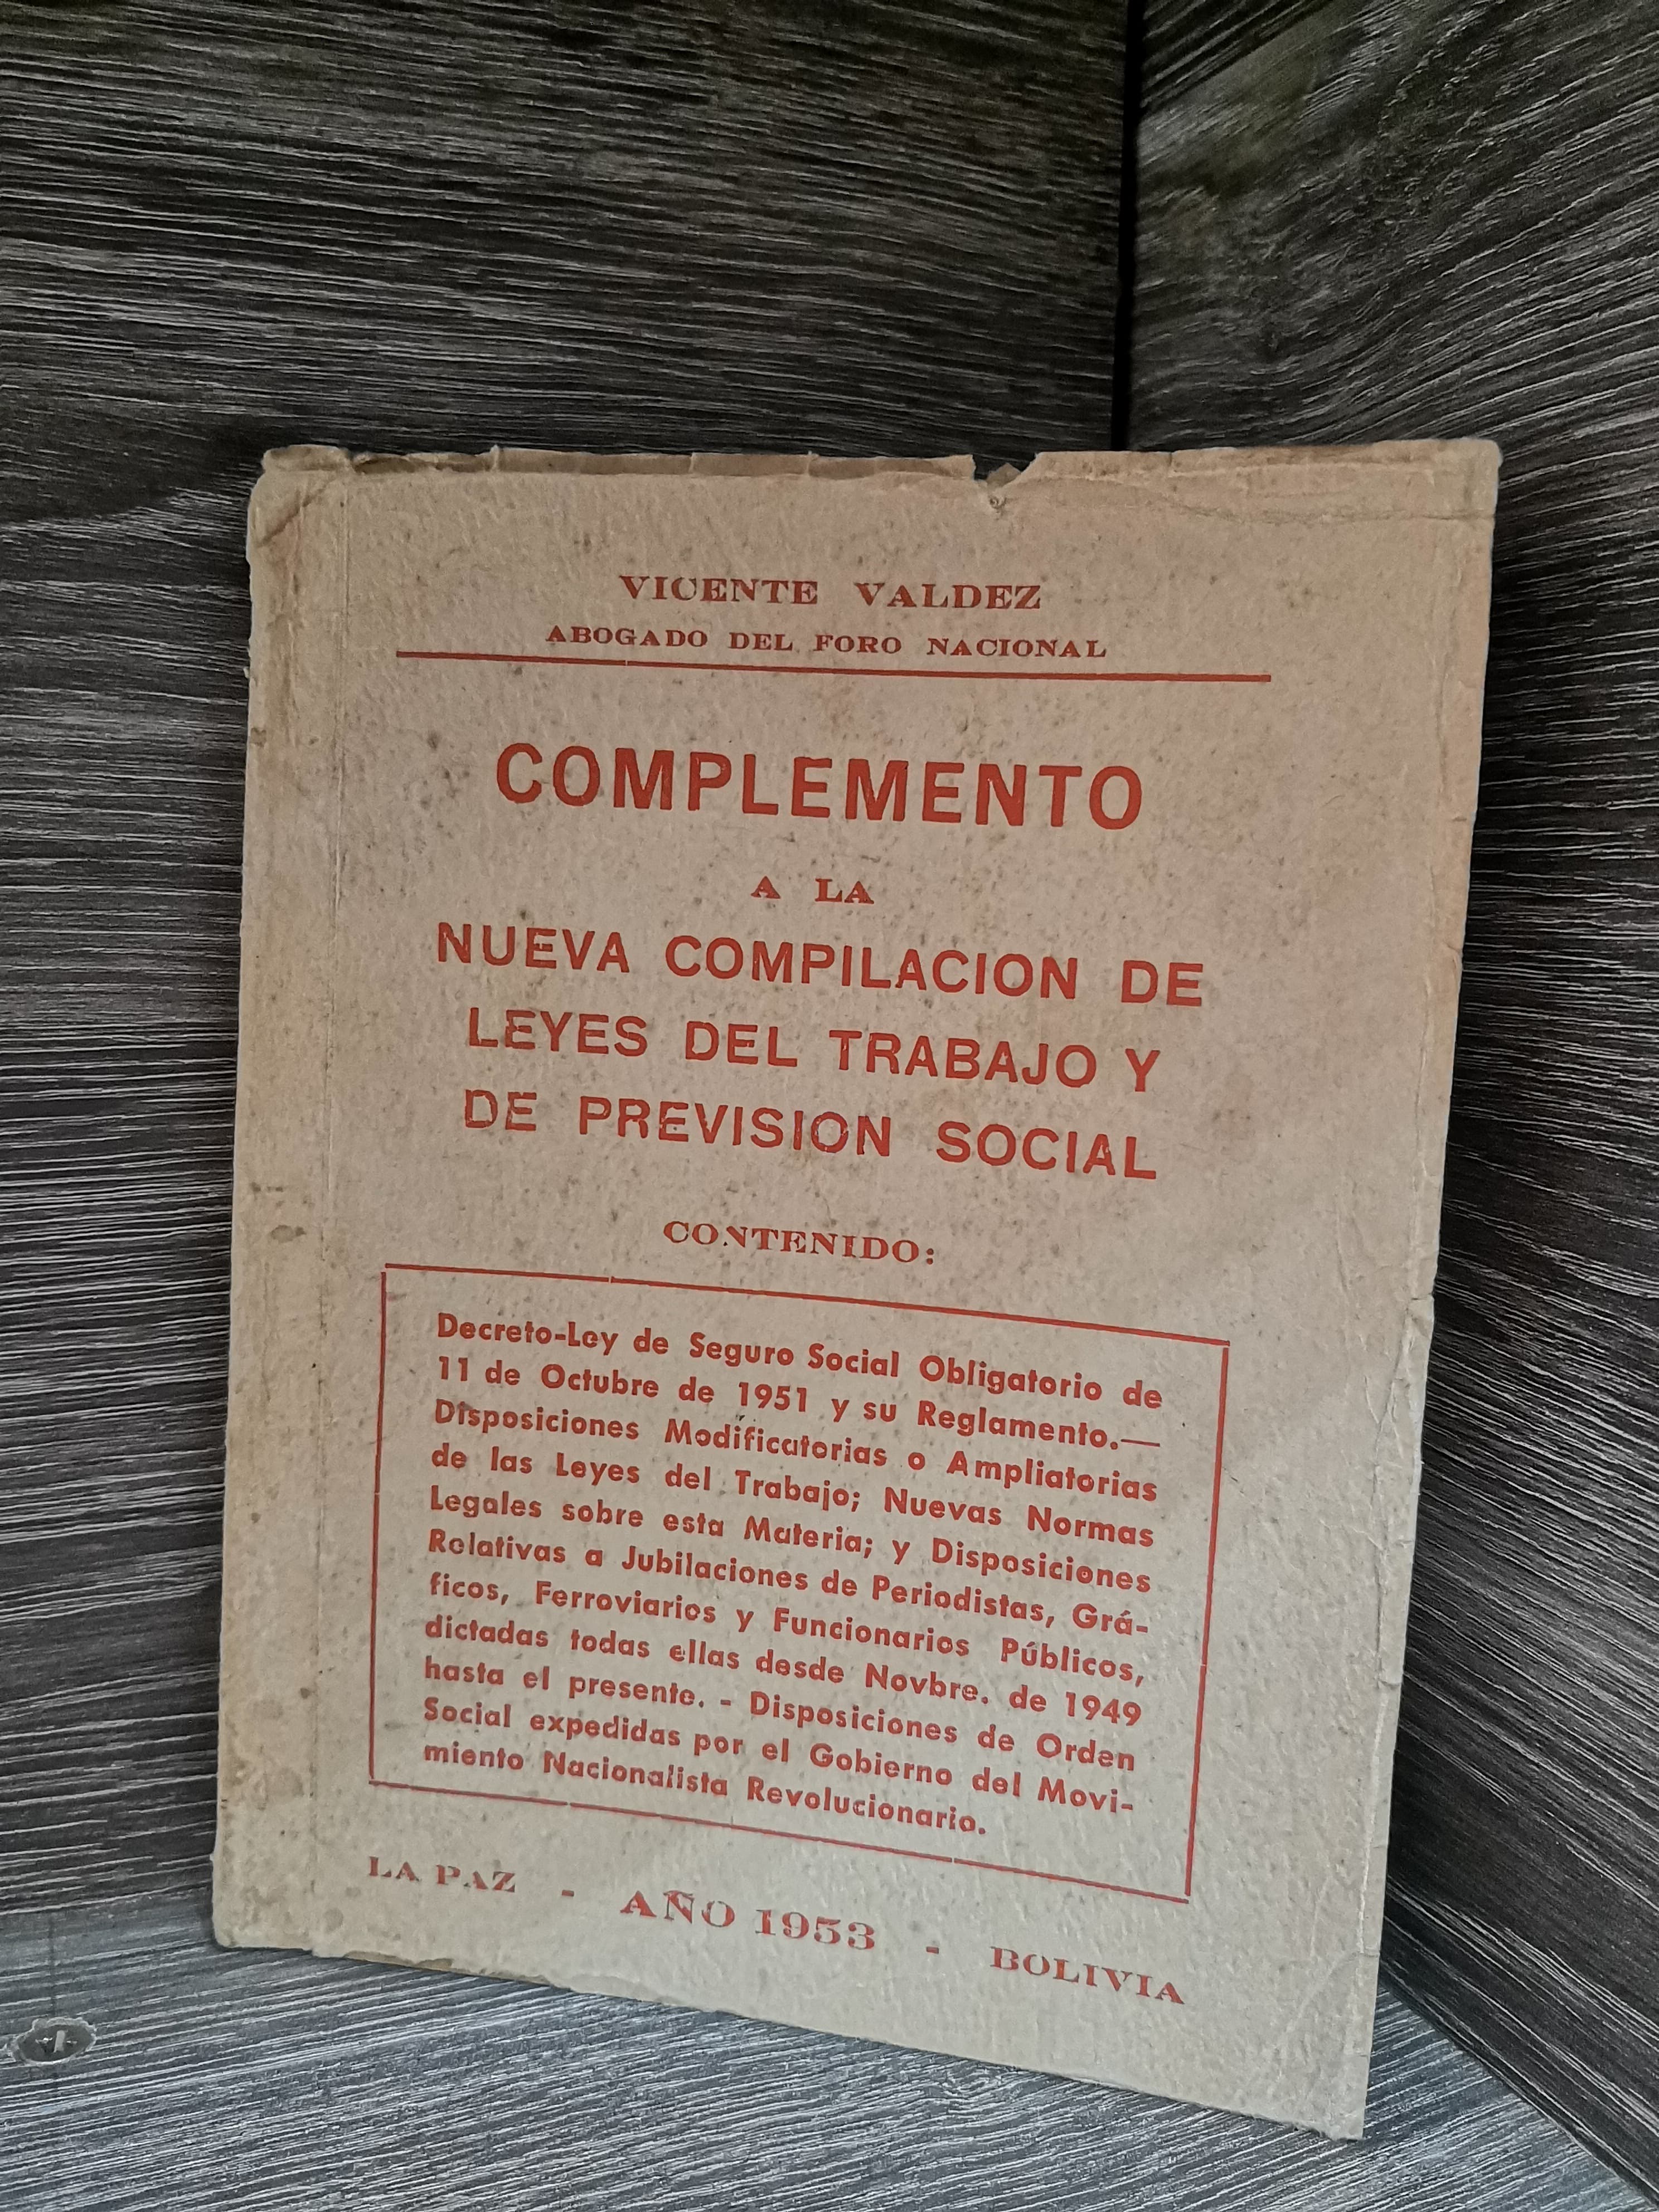 VICENTE VALDEZ
ABOGADO DEL FORO NACIONAL
COMPLEMENTO
A LA
NUEVA COMPILACION DE
LEYES DEL TRABAJO Y
DE PREVISION SOCIAL
CONTENIDO:
Decreto-Ley de Seguro Social Obligatorio de
11 de Octubre de 1951 y su Reglamento.—
Disposiciones Modificatorias o Ampliatorias
de las Leyes del Trabajo; Nuevas Normas
Legales sobre esta Materia; y Disposiciones
Relativas a Jubilaciones de Periodistas, Grá-
ficos, Ferroviarios y Funcionarios Públicos,
dictadas todas ellas desde Novbre. de 1949
hasta el presente. - Disposiciones de Orden
Social expedidas por el Gobierno del Movi-
miento Nacionalista Revolucionario.
LA PAZ - AÑO 1953 - BOLIVIA